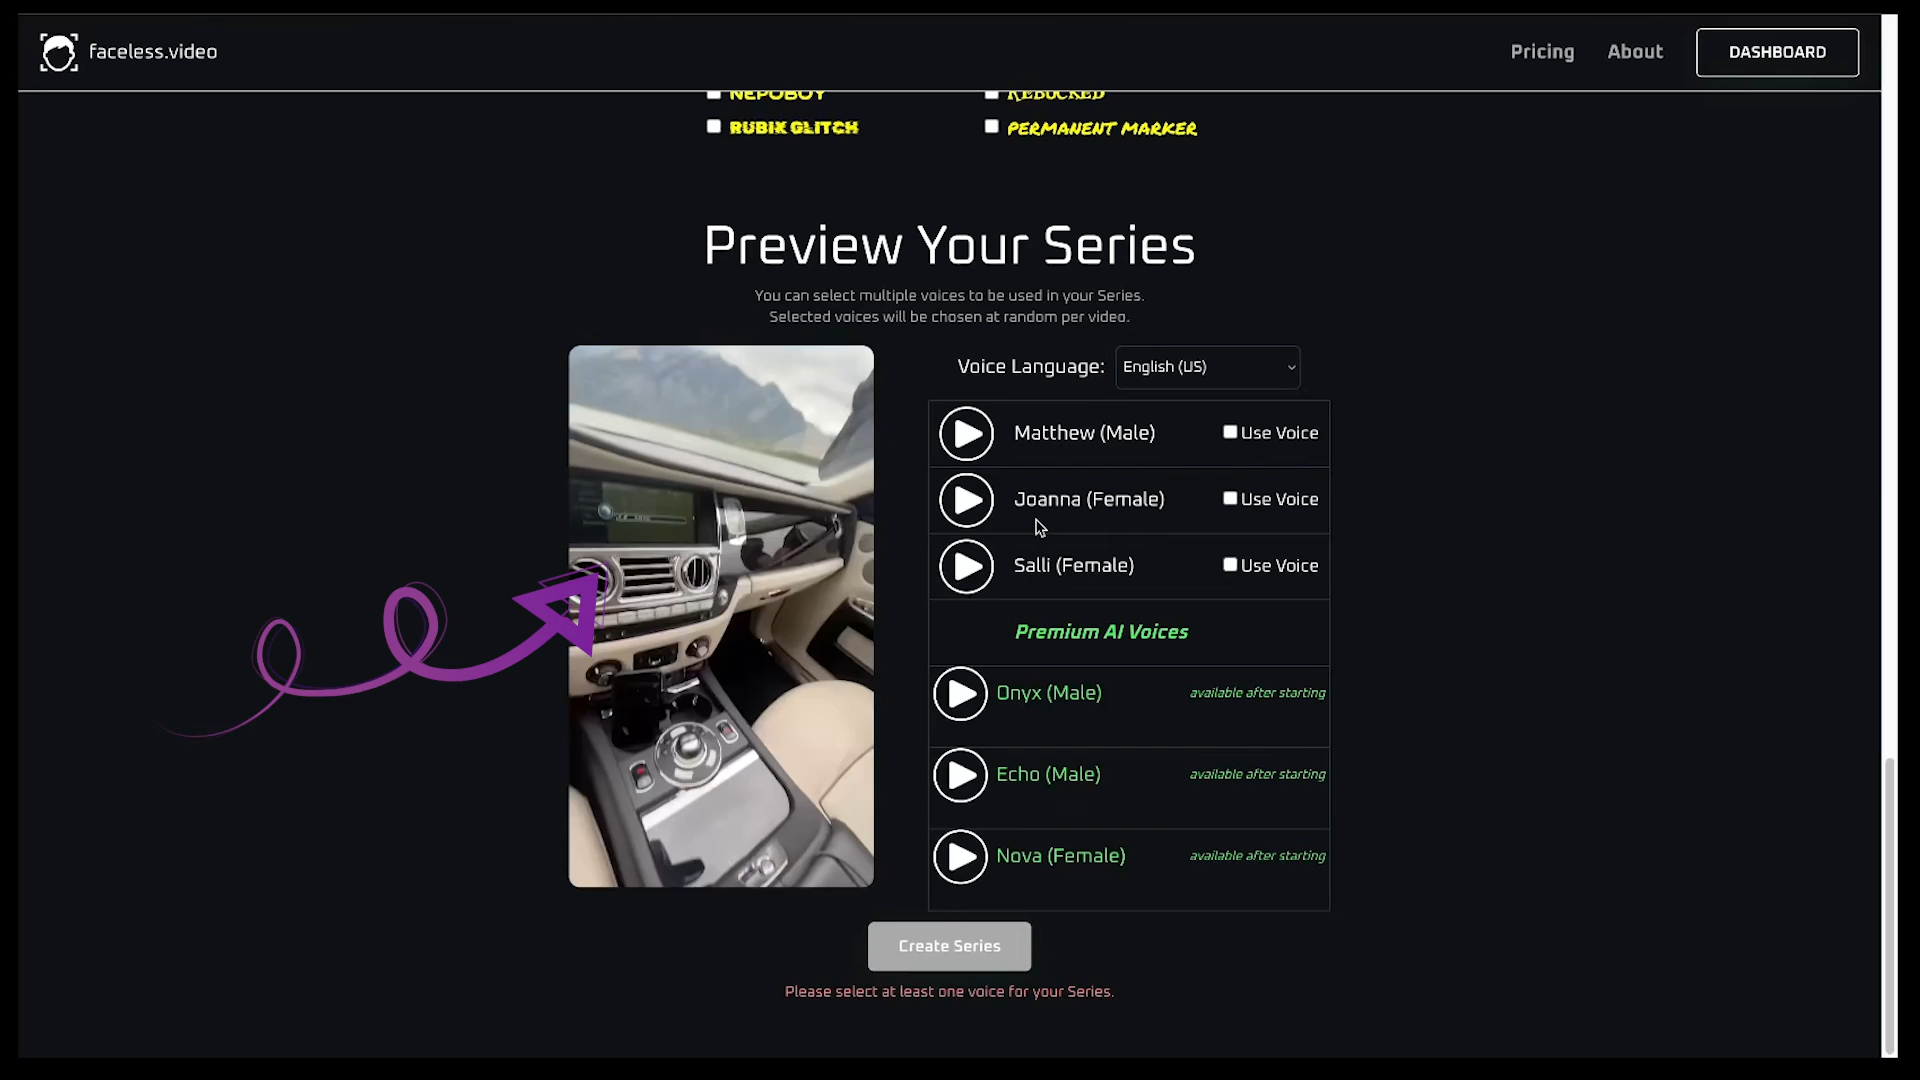 faceless.video
Pricing
About
DASHBOARD
NEPOBOY
REBUCKED
RUBIX GLITCH
PERMANENT MARKER
Preview Your Series
You can select multiple voices to be used in your Series.
Selected voices will be chosen at random per video.
Voice Language:
English (US)
Matthew (Male)
Use Voice
Joanna (Female)
Use Voice
Salli (Female)
Use Voice
Premium AI Voices
Onyx (Male)
available after starting
Echo (Male)
available after starting
Nova (Female)
available after starting
Create Series
Please select at least one voice for your Series.